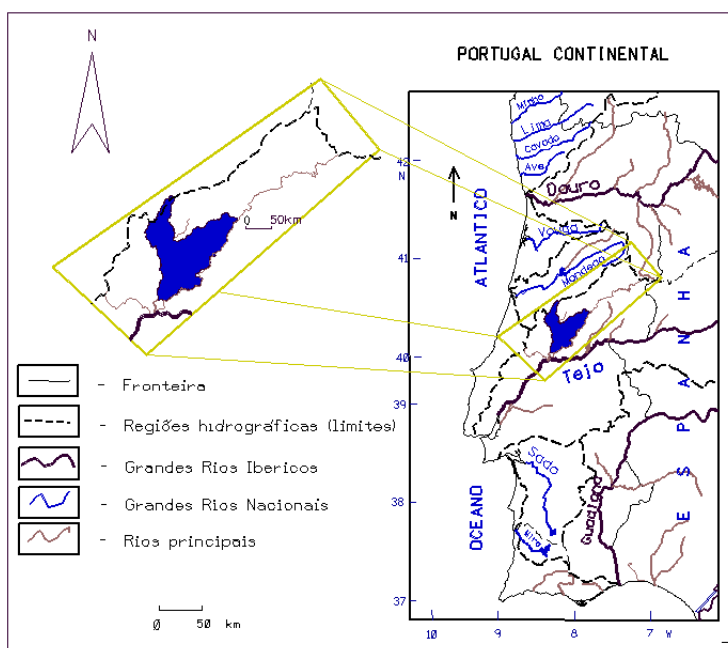 N
PORTUGAL CONTINENTAL
Minho
Lima
Cavado
Ave
42
N
Douro
N
ATLANTICO
Vouga
0 50km
41
Mondego
40
Tejo
ESPANHA
Fronteira
39
Regiões hidrográficas (limites)
Sado
Grandes Rios Ibericos
Guadiana
Grandes Rios Nacionais
38
OCEANO
Mira
Rios principais
0 50 km
37
10 9 8 7 W